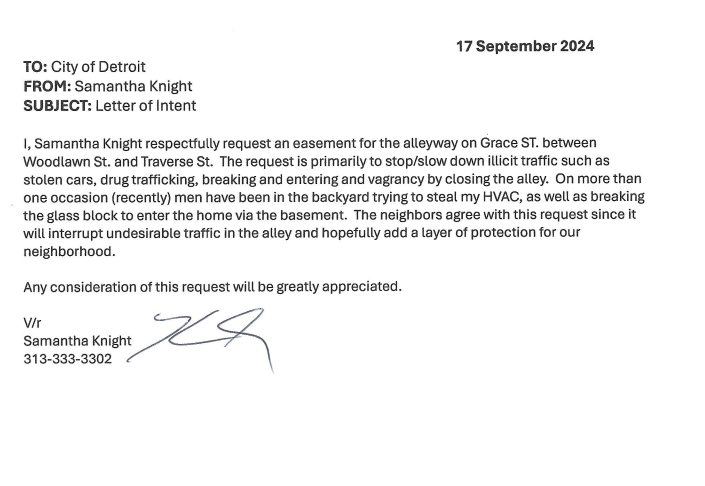 17 September 2024
TO: City of Detroit
FROM: Samantha Knight
SUBJECT: Letter of Intent
I, Samantha Knight respectfully request an easement for the alleyway on Grace ST. between
Woodlawn St. and Traverse St.  The request is primarily to stop/slow down illicit traffic such as
stolen cars, drug trafficking, breaking and entering and vagrancy by closing the alley.  On more than
one occasion (recently) men have been in the backyard trying to steal my HVAC, as well as breaking
the glass block to enter the home via the basement.  The neighbors agree with this request since it
will interrupt undesirable traffic in the alley and hopefully add a layer of protection for our
neighborhood.
Any consideration of this request will be greatly appreciated.
V/r
Samantha Knight
313-333-3302